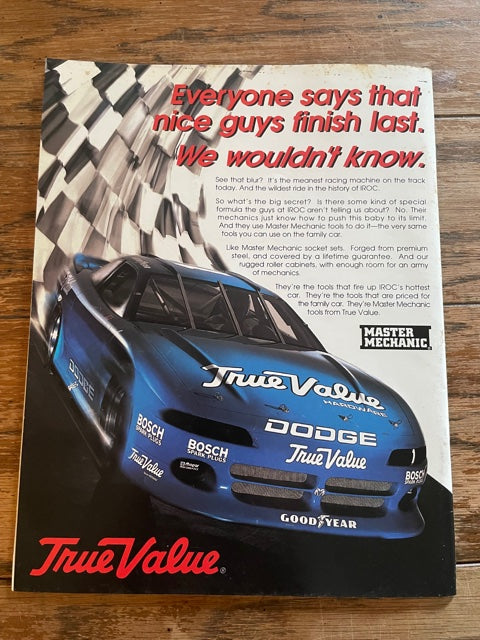 Everyone says that
nice guys finish last.
We wouldn't know.
See that blur? It's the meanest racing machine on the track
today. And the wildest ride in the history of IROC.
So what's the big secret? Is there some kind of special
formula the guys at IROC aren't telling us about? No. Their
mechanics just know how to push this baby to its limit.
And they use Master Mechanic tools to do it—the very same
tools you can use on the family car.
Like Master Mechanic socket sets. Forged from premium
steel, and covered by a lifetime guarantee. And our
rugged roller cabinets, with enough room for an army
of mechanics.
They're the tools that fire up IROC's hottest
car. They're the tools that are priced for
the family car. They're Master Mechanic
tools from True Value.
MASTER
MECHANIC
True Value
HARDWARE
DODGE
True Value
DODGE
BOSCH
SPARK PLUGS
BOSCH
SPARK PLUGS
True Value
Mopar
1
BOSCH
GOODYEAR
True Value®